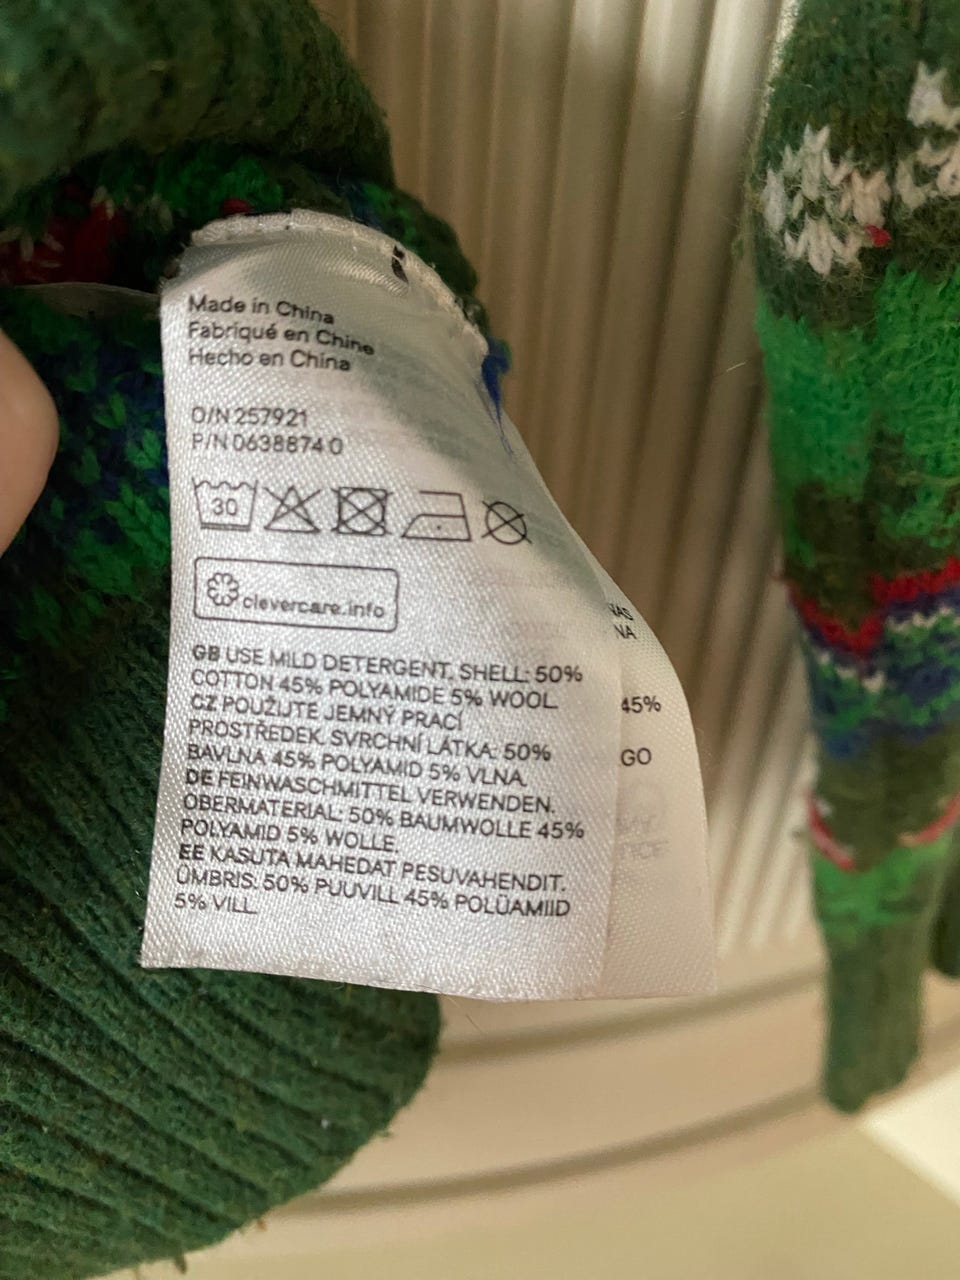 Made in China
Fabriqué en Chine
Hecho en China
O/N 257921
P/N 0638874 0
30
clevercare.info
GB USE MILD DETERGENT. SHELL: 50%
COTTON 45% POLYAMIDE 5% WOOL
CZ POUŽIJTE JEMNÝ PRACÍ
PROSTŘEDEK. SVRCHNÍ LÁTKA: 50%
BAVLNA 45% POLYAMID 5% VLNA.
DE FEINWASCHMITTEL VERWENDEN.
OBERMATERIAL: 50% BAUMWOLLE 45%
POLYAMID 5% WOLLE.
EE KASUTA MAHEDAT PESUVAHENDIT.
ÜMBRIS: 50% PUUVILL 45% POLÜAMIID
5% VILL
NA
45%
GO